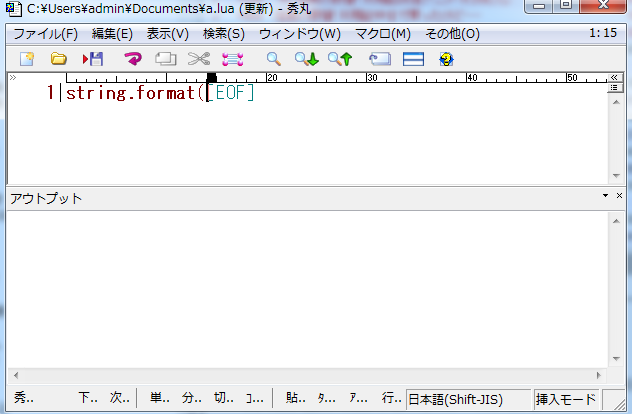 C:¥Users¥admin¥Documents¥a.lua (更新) - 秀丸
ファイル(F) 編集(E) 表示(V) 検索(S) ウィンドウ(W) マクロ(M) その他(O) 1:15
20 30 40 50
1 string.format([EOF]
アウトプット
秀.. 下.. 次.. 単.. 分.. 切.. コ... 貼.. タ... ア... 行.. 日本語(Shift-JIS) 挿入モード